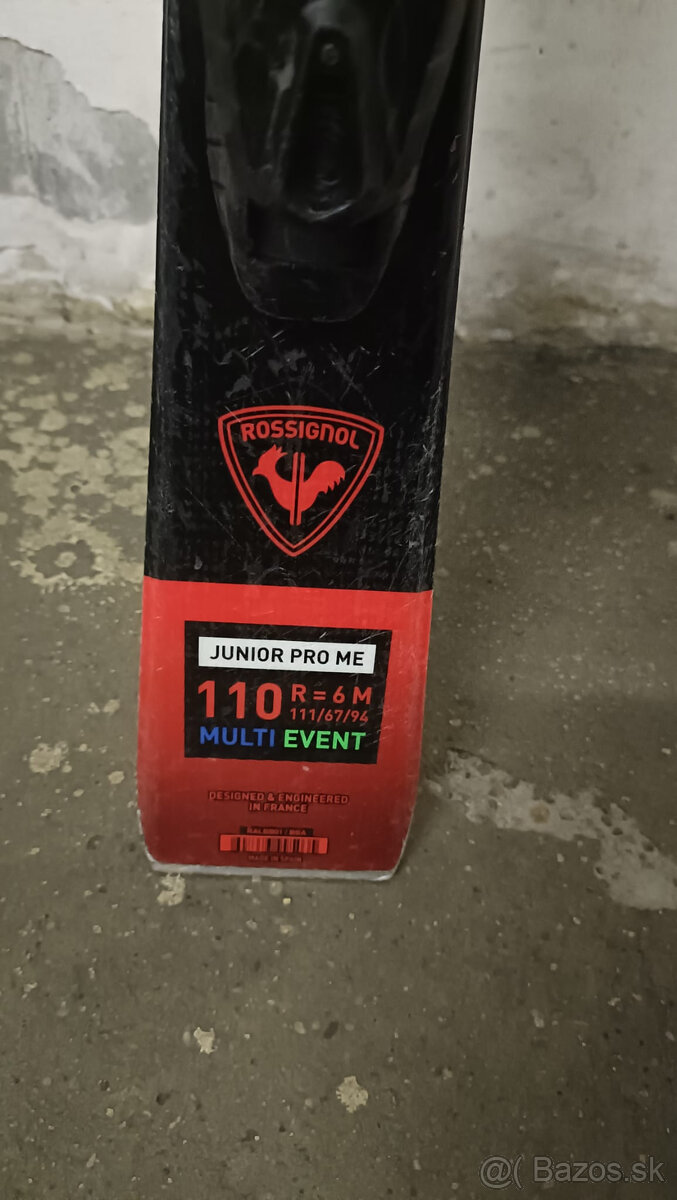 ROSSIGNOL
JUNIOR PRO ME
110 R = 6 M
111/67/94
MULTI EVENT
DESIGNED & ENGINEERED
IN FRANCE
MADE IN SPAIN
@( Bazos.sk